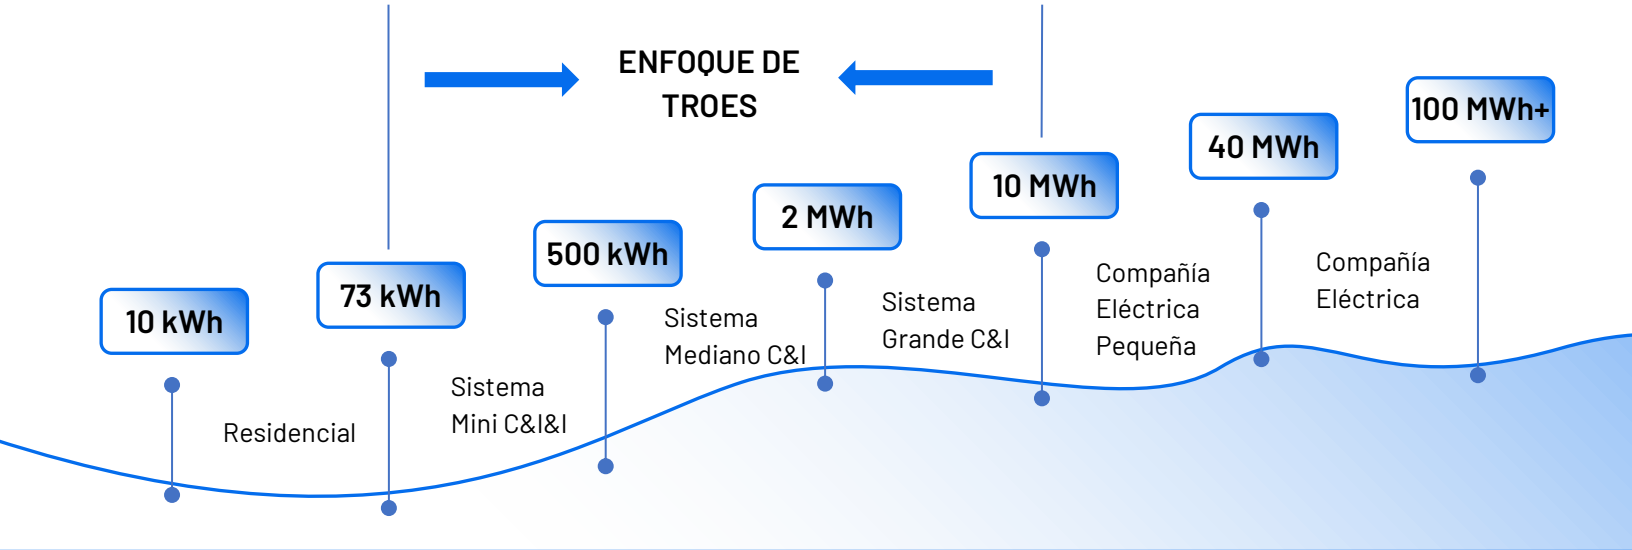 ENFOQUE DE
TROES
10 kWh
73 kWh
500 kWh
2 MWh
10 MWh
40 MWh
100 MWh+
Residencial
Sistema
Mini C&I&I
Sistema
Mediano C&I
Sistema
Grande C&I
Compañía
Eléctrica
Pequeña
Compañía
Eléctrica